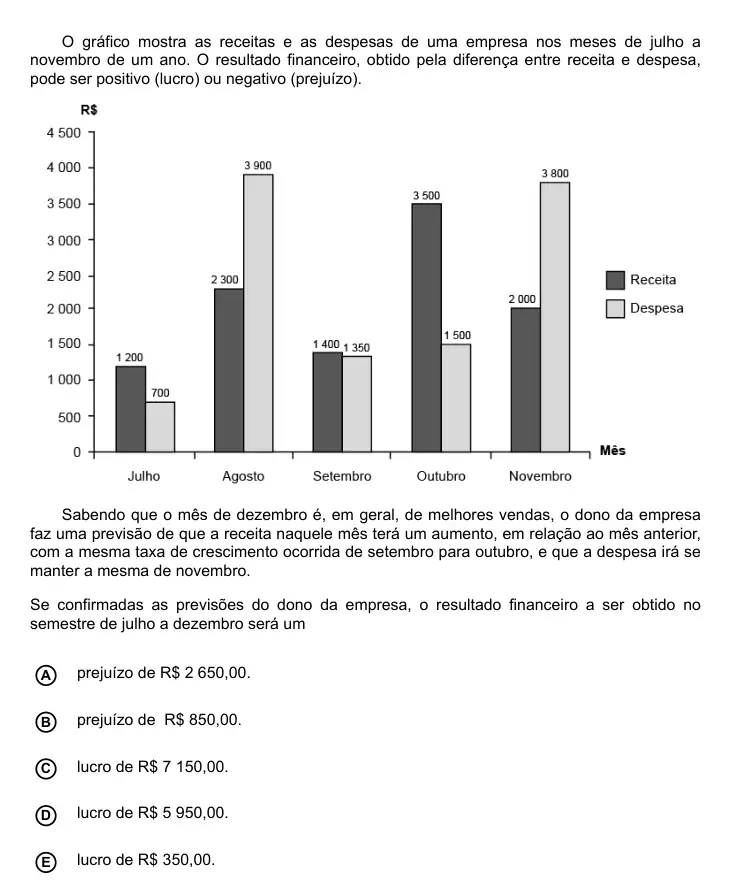 O gráfico mostra as receitas e as despesas de uma empresa nos meses de julho a
novembro de um ano. O resultado financeiro, obtido pela diferença entre receita e despesa,
pode ser positivo (lucro) ou negativo (prejuízo).
R$
4 500
4 000
3 500
3 000
2 500
2 000
1 500
1 000
500
0
1 200
700
2 300
3 900
1 400
1 350
3 500
1 500
2 000
3 800
Receita
Despesa
Mês
Julho Agosto Setembro Outubro Novembro
Sabendo que o mês de dezembro é, em geral, de melhores vendas, o dono da empresa
faz uma previsão de que a receita naquele mês terá um aumento, em relação ao mês anterior,
com a mesma taxa de crescimento ocorrida de setembro para outubro, e que a despesa irá se
manter a mesma de novembro.
Se confirmadas as previsões do dono da empresa, o resultado financeiro a ser obtido no
semestre de julho a dezembro será um
A prejuízo de R$ 2 650,00.
B prejuízo de R$ 850,00.
C lucro de R$ 7 150,00.
D lucro de R$ 5 950,00.
E lucro de R$ 350,00.